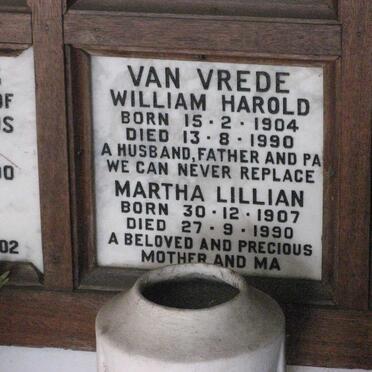 VAN VREDE
WILLIAM HAROLD
BORN 15·2·1904
DIED 13·8·1990
A HUSBAND, FATHER AND PA
WE CAN NEVER REPLACE
MARTHA LILLIAN
BORN 30·12·1907
DIED 27·9·1990
A BELOVED AND PRECIOUS
MOTHER AND MA
OF